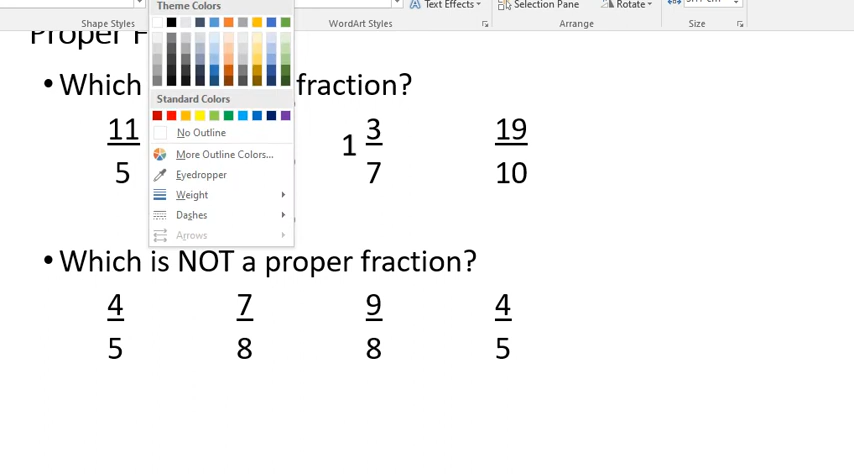 Theme Colors
Text Effects
Selection Pane
Rotate
Shape Styles
WordArt Styles
Arrange
Size
Proper
• Which fraction?
Standard Colors
No Outline
More Outline Colors...
Eyedropper
Weight
Dashes
Arrows
11 3 19
1
5 7 10
• Which is NOT a proper fraction?
4 7 9 4
5 8 8 5